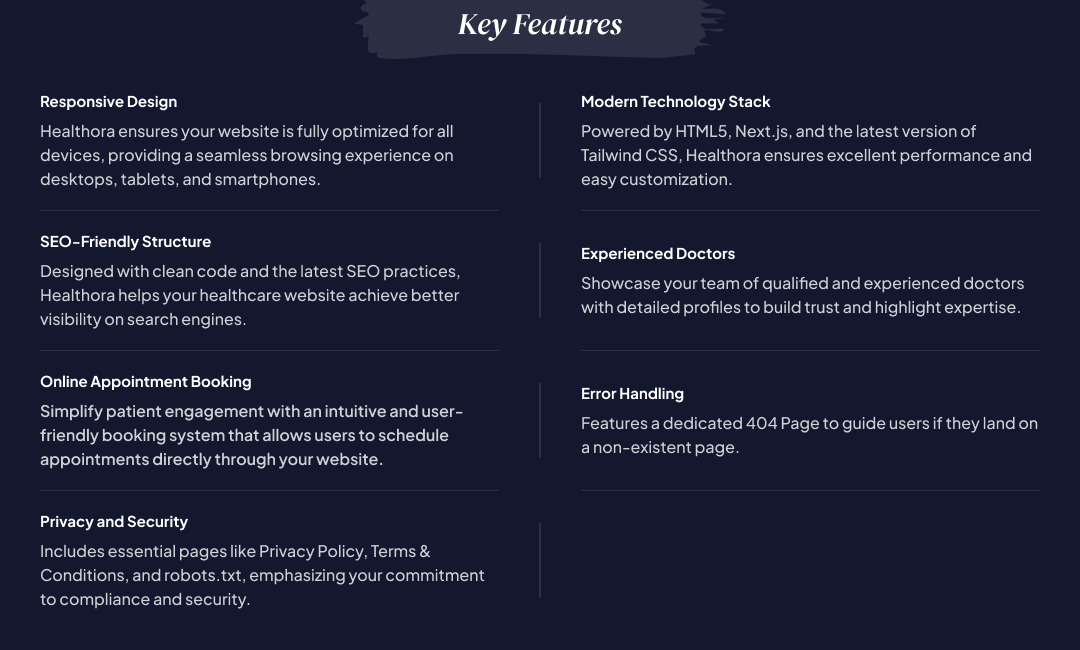 Key Features
Responsive Design
Healthora ensures your website is fully optimized for all
devices, providing a seamless browsing experience on
desktops, tablets, and smartphones.
Modern Technology Stack
Powered by HTML5, Next.js, and the latest version of
Tailwind CSS, Healthora ensures excellent performance and
easy customization.
SEO-Friendly Structure
Designed with clean code and the latest SEO practices,
Healthora helps your healthcare website achieve better
visibility on search engines.
Experienced Doctors
Showcase your team of qualified and experienced doctors
with detailed profiles to build trust and highlight expertise.
Online Appointment Booking
Simplify patient engagement with an intuitive and user-
friendly booking system that allows users to schedule
appointments directly through your website.
Error Handling
Features a dedicated 404 Page to guide users if they land on
a non-existent page.
Privacy and Security
Includes essential pages like Privacy Policy, Terms &
Conditions, and robots.txt, emphasizing your commitment
to compliance and security.